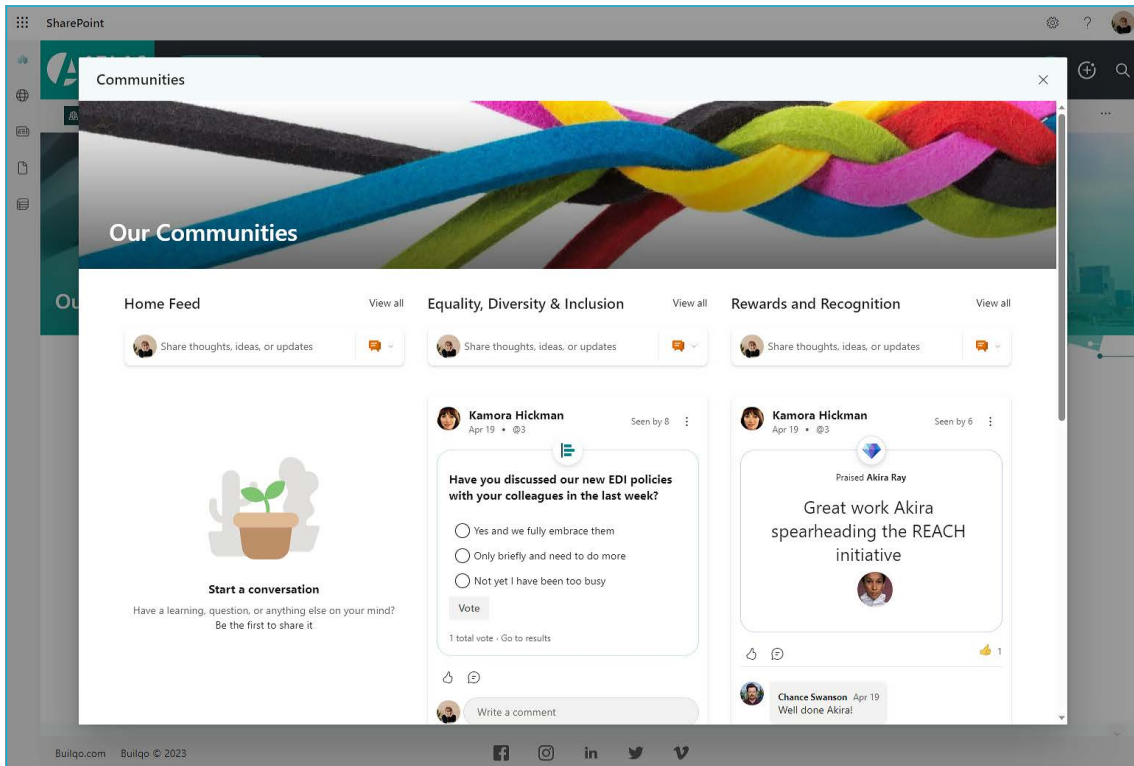 SharePoint
Communities
Our Communities
Home Feed
View all
Share thoughts, ideas, or updates
Start a conversation
Have a learning, question, or anything else on your mind?
Be the first to share it
Equality, Diversity & Inclusion
View all
Share thoughts, ideas, or updates
Kamora Hickman
Apr 19 • @3
Seen by 8
Have you discussed our new EDI policies
with your colleagues in the last week?
Yes and we fully embrace them
Only briefly and need to do more
Not yet I have been too busy
Vote
1 total vote · Go to results
Write a comment
Rewards and Recognition
View all
Share thoughts, ideas, or updates
Kamora Hickman
Apr 19 • @3
Seen by 6
Praised Akira Ray
Great work Akira
spearheading the REACH
initiative
1
Chance Swanson Apr 19
Well done Akira!
Ou
Builqo.com Builqo © 2023